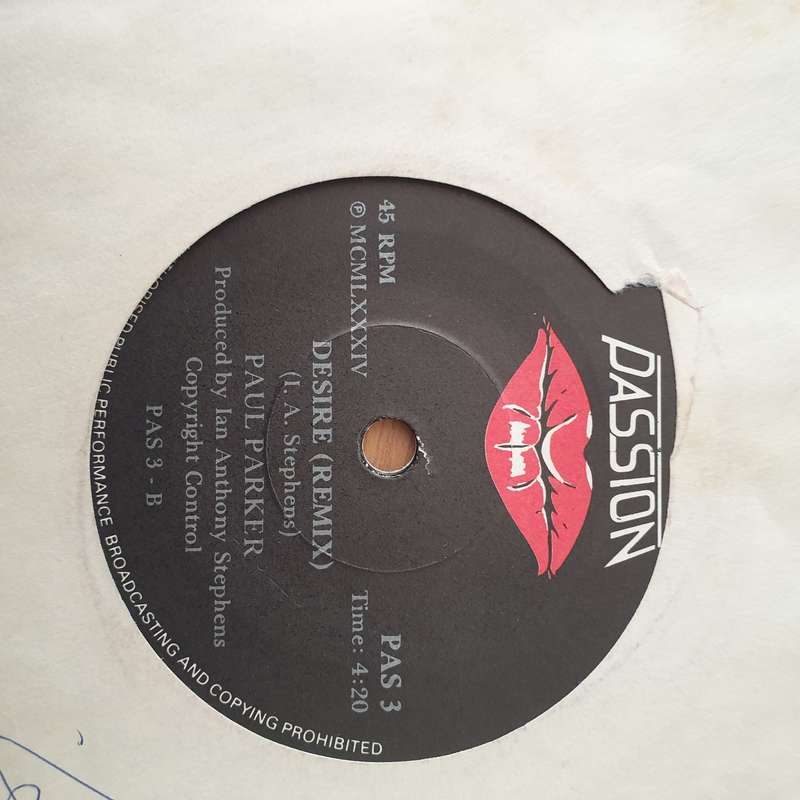 PASSION
45 RPM
℗ MCMLXXXIV
PAS 3
Time: 4:20
DESIRE (REMIX)
(I. A. Stephens)
PAUL PARKER
Produced by Ian Anthony Stephens
Copyright Control
PAS 3 - B
PUBLIC PERFORMANCE BROADCASTING AND COPYING PROHIBITED